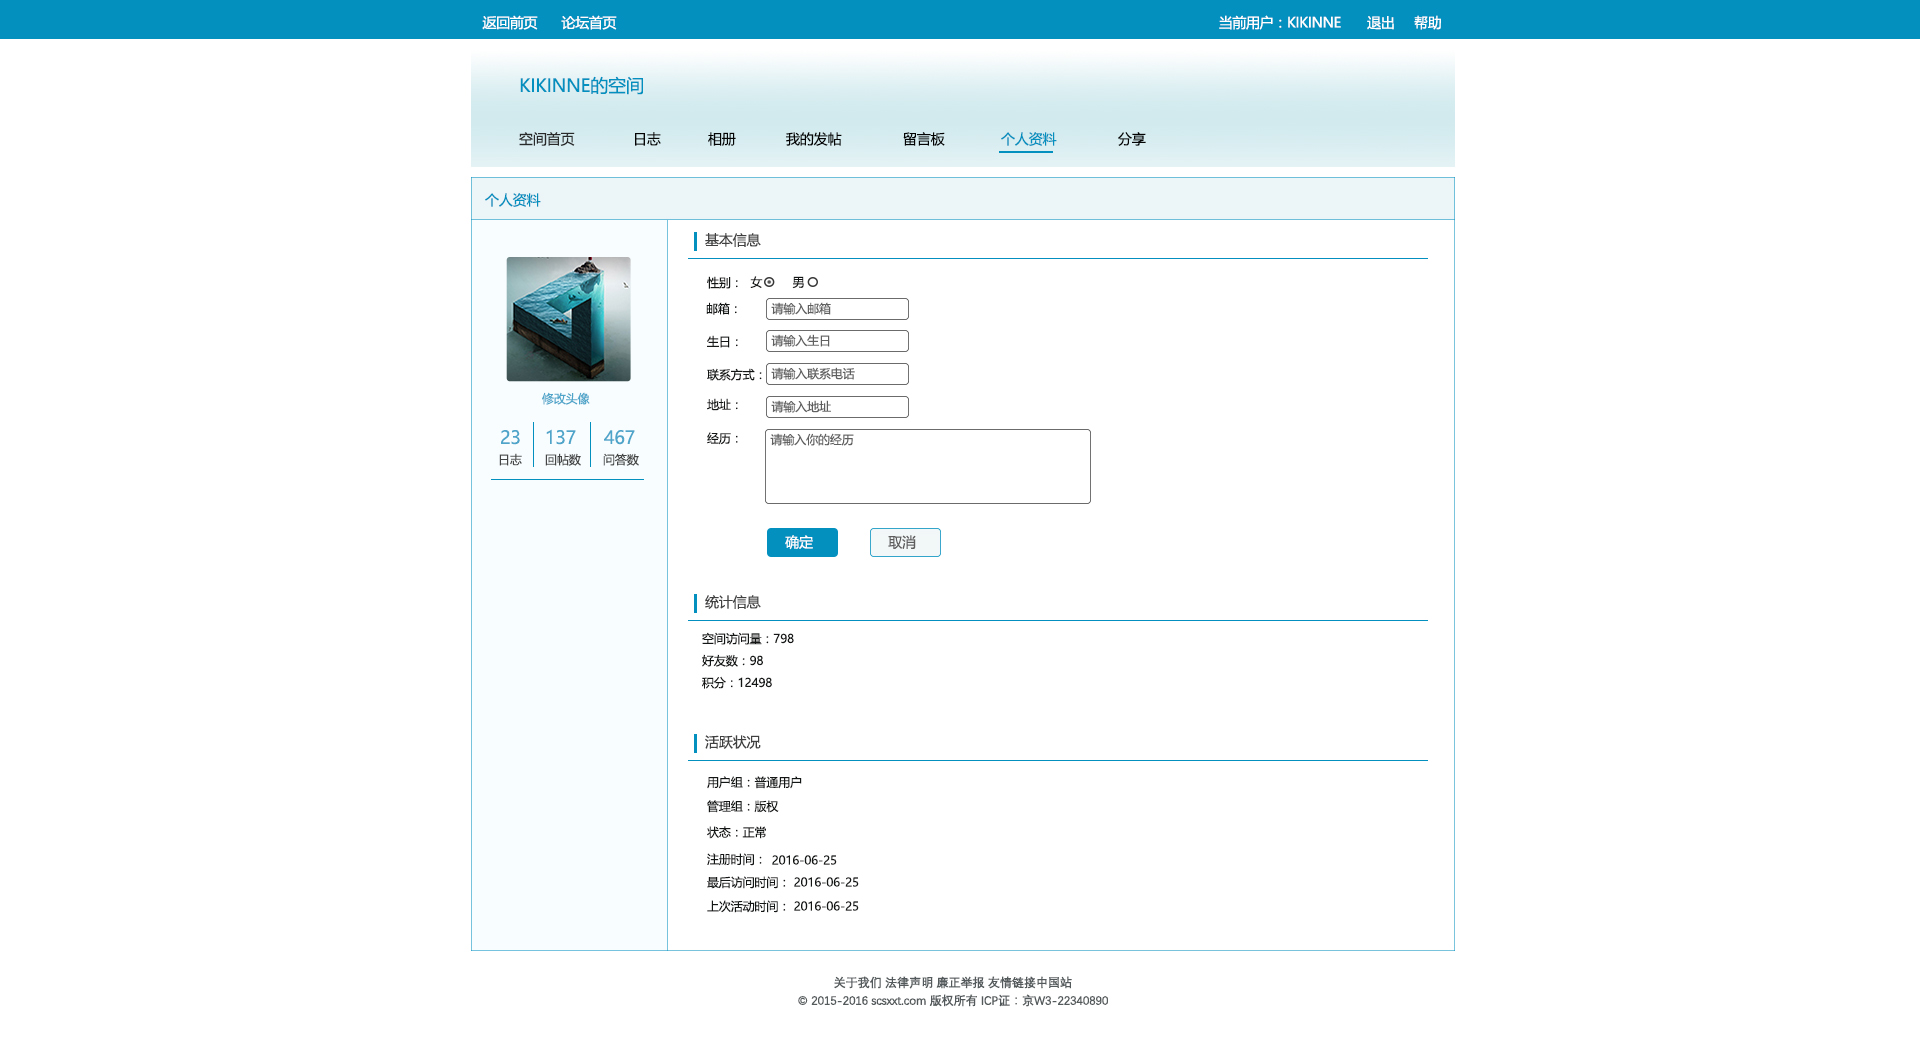 返回前页 论坛首页 当前用户：KIKINNE 退出 帮助
KIKINNE的空间
空间首页 日志 相册 我的发帖 留言板 个人资料 分享
个人资料
修改头像
23 137 467
日志 回帖数 问答数
基本信息
性别： 女 男
邮箱： 请输入邮箱
生日： 请输入生日
联系方式： 请输入联系电话
地址： 请输入地址
经历： 请输入你的经历
确定 取消
统计信息
空间访问量：798
好友数：98
积分：12498
活跃状况
用户组：普通用户
管理组：版权
状态：正常
注册时间： 2016-06-25
最后访问时间： 2016-06-25
上次活动时间： 2016-06-25
关于我们 法律声明 廉正举报 友情链接中国站
© 2015-2016 scsxxt.com 版权所有 ICP证：京W3-22340890